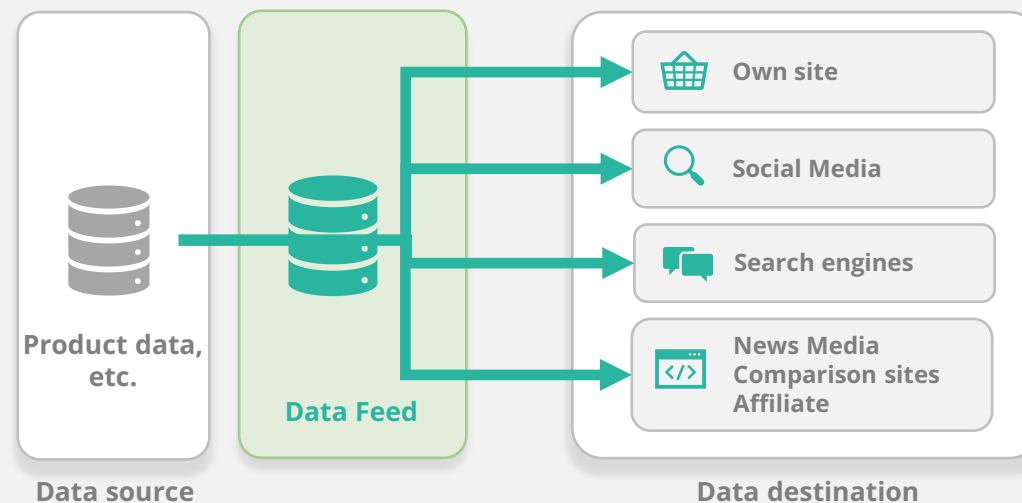 Product data,
etc.
Data source
Data Feed
Own site
Social Media
Search engines
</>
News Media
Comparison sites
Affiliate
Data destination